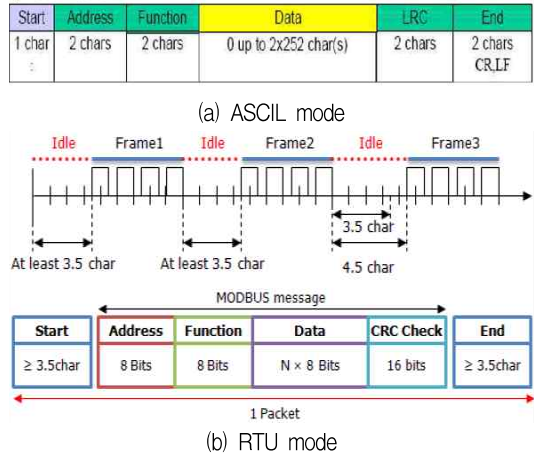 Start Address Function Data LRC End
1 char : 2 chars 2 chars 0 up to 2x252 char(s) 2 chars 2 chars CR,LF
(a) ASCIL mode
Idle Frame1 Idle Frame2 Idle Frame3
3.5 char
At least 3.5 char At least 3.5 char 4.5 char
MODBUS message
Start Address Function Data CRC Check End
≥ 3.5char 8 Bits 8 Bits N × 8 Bits 16 bits ≥ 3.5char
1 Packet
(b) RTU mode